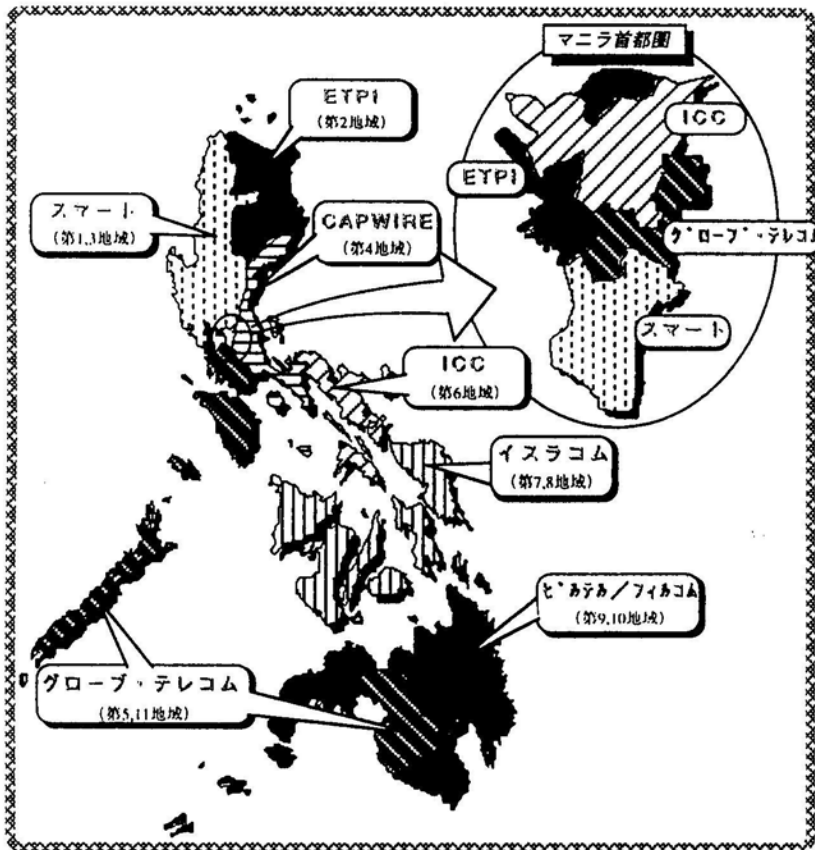 マニラ首都圏
ETPI
(第2地域)
ICC
ETPI
スマート
(第1,3地域)
CAPWIRE
(第4地域)
グローブ・テレコム
スマート
ICC
(第6地域)
イスラコム
(第7,8地域)
ピルテル/フィルコム
(第9,10地域)
グローブ・テレコム
(第5,11地域)